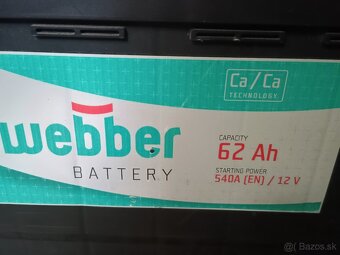 Ca/Ca
TECHNOLOGY
webber
BATTERY
CAPACITY
62 Ah
STARTING POWER
540A (EN) / 12 V
Bazos.sk